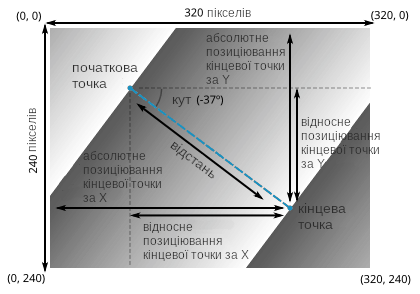 (0, 0)
320 пікселів
(320, 0)
240 пікселів
абсолютне
позиціювання
кінцевої точки
за Y
початкова
точка
кут (-37º)
відстань
відносне
позиціювання
кінцевої точки
за Y
абсолютне
позиціювання
кінцевої точки
за X
кінцева
точка
відносне
позиціювання
кінцевої точки за X
(0, 240)
(320, 240)